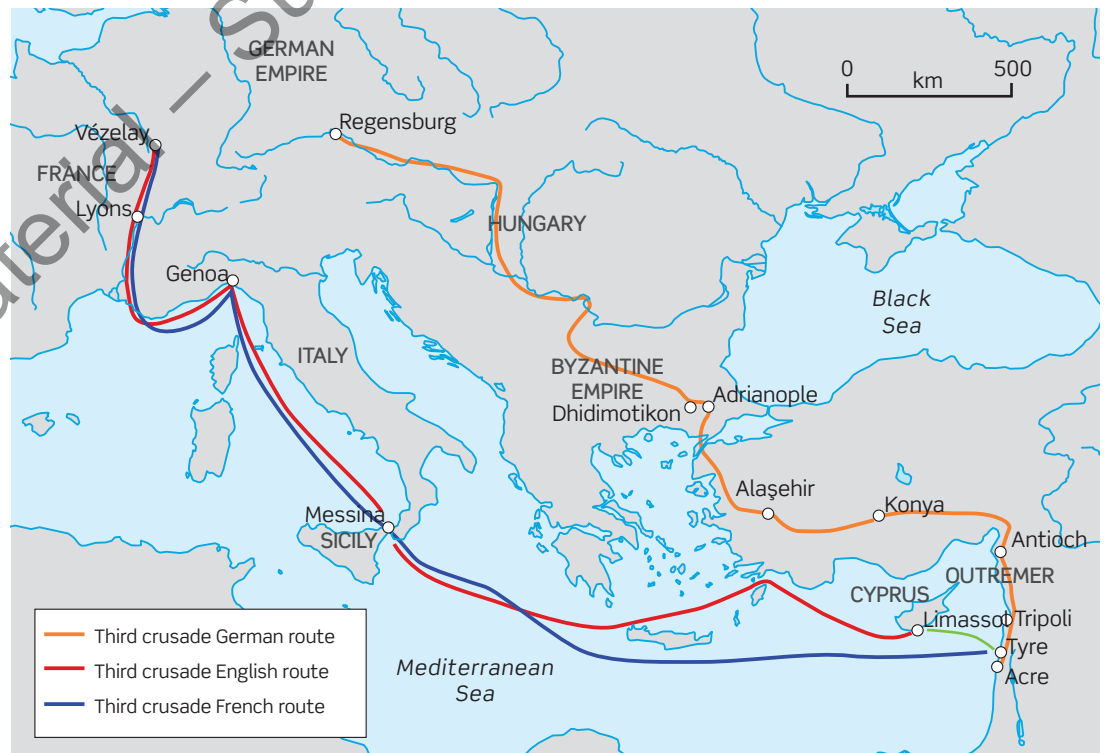 aterial – S
GERMAN
EMPIRE
0 500
km
Vézelay
Regensburg
FRANCE
Lyons
HUNGARY
Genoa
Black
Sea
ITALY
BYZANTINE
EMPIRE
Adrianople
Dhidimotikon
Alaşehir
Konya
Messina
SICILY
Antioch
OUTREMER
CYPRUS
Limassol
Tripoli
Tyre
Acre
Mediterranean
Sea
Third crusade German route
Third crusade English route
Third crusade French route